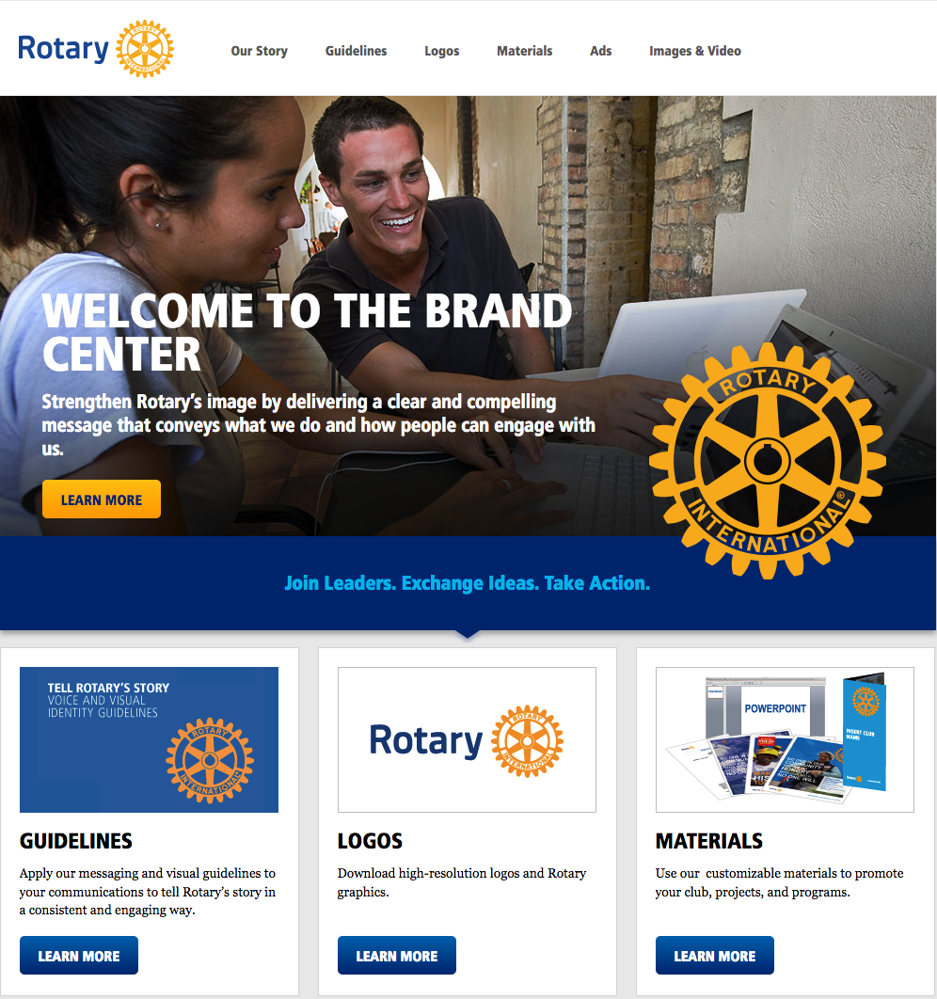 Rotary
ROTARY
INTERNATIONAL
Our Story
Guidelines
Logos
Materials
Ads
Images & Video
WELCOME TO THE BRAND
CENTER
Strengthen Rotary's image by delivering a clear and compelling
message that conveys what we do and how people can engage with
us.
LEARN MORE
ROTARY
INTERNATIONAL®
Join Leaders. Exchange Ideas. Take Action.
TELL ROTARY'S STORY
VOICE AND VISUAL
IDENTITY GUIDELINES
ROTARY
INTERNATIONAL
GUIDELINES
Apply our messaging and visual guidelines to
your communications to tell Rotary's story in
a consistent and engaging way.
LEARN MORE
Rotary
ROTARY
INTERNATIONAL
LOGOS
Download high-resolution logos and Rotary
graphics.
LEARN MORE
POWERPOINT
INSERT CLUB
NAME
Rotary
HUNGRY
NO ONE WILL
MATERIALS
Use our  customizable materials to promote
your club, projects, and programs.
LEARN MORE